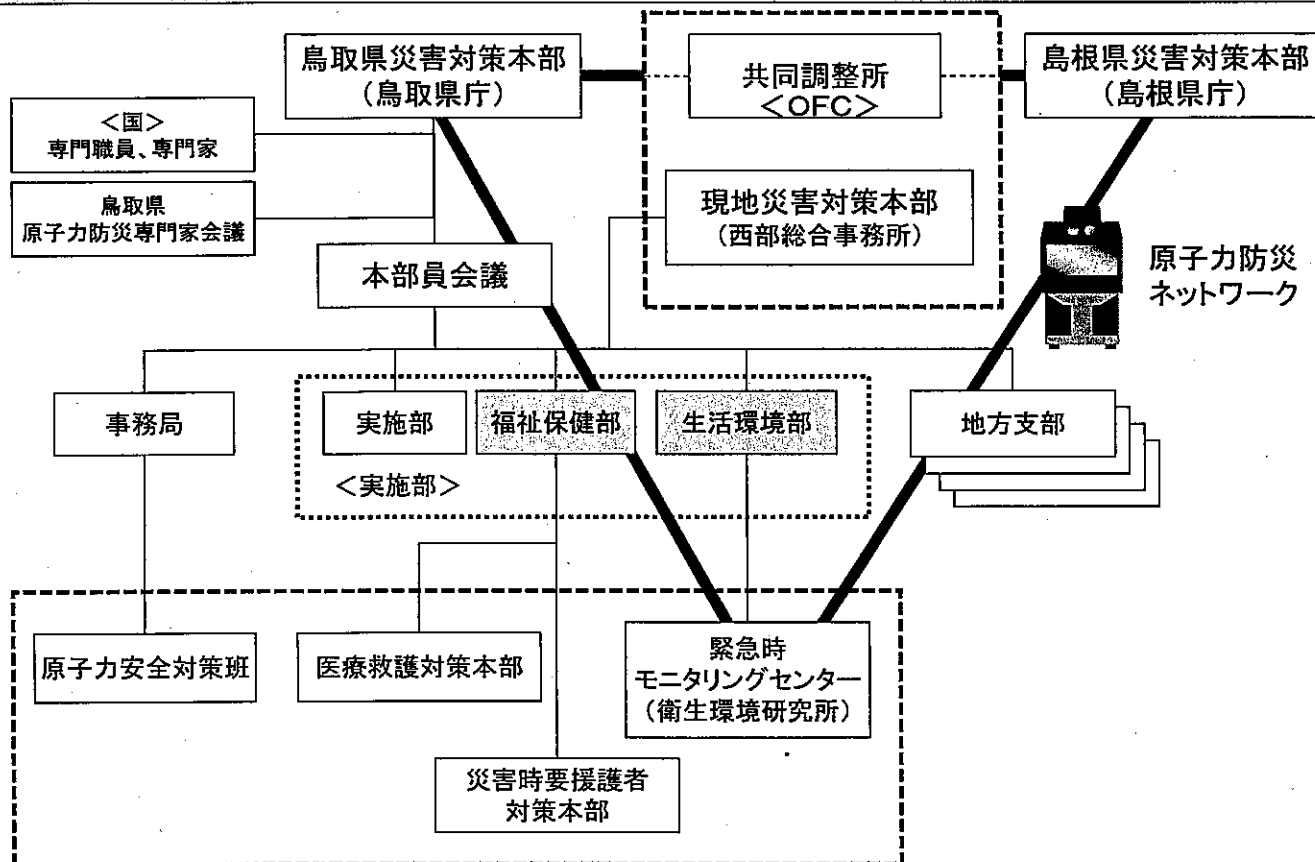 鳥取県災害対策本部
(鳥取県庁)
共同調整所
<OFC>
島根県災害対策本部
(島根県庁)
<国>
専門職員、専門家
鳥取県
原子力防災専門家会議
現地災害対策本部
(西部総合事務所)
本部員会議
原子力防災
ネットワーク
事務局
実施部
福祉保健部
生活環境部
地方支部
<実施部>
原子力安全対策班
医療救護対策本部
緊急時
モニタリングセンター
(衛生環境研究所)
災害時要援護者
対策本部